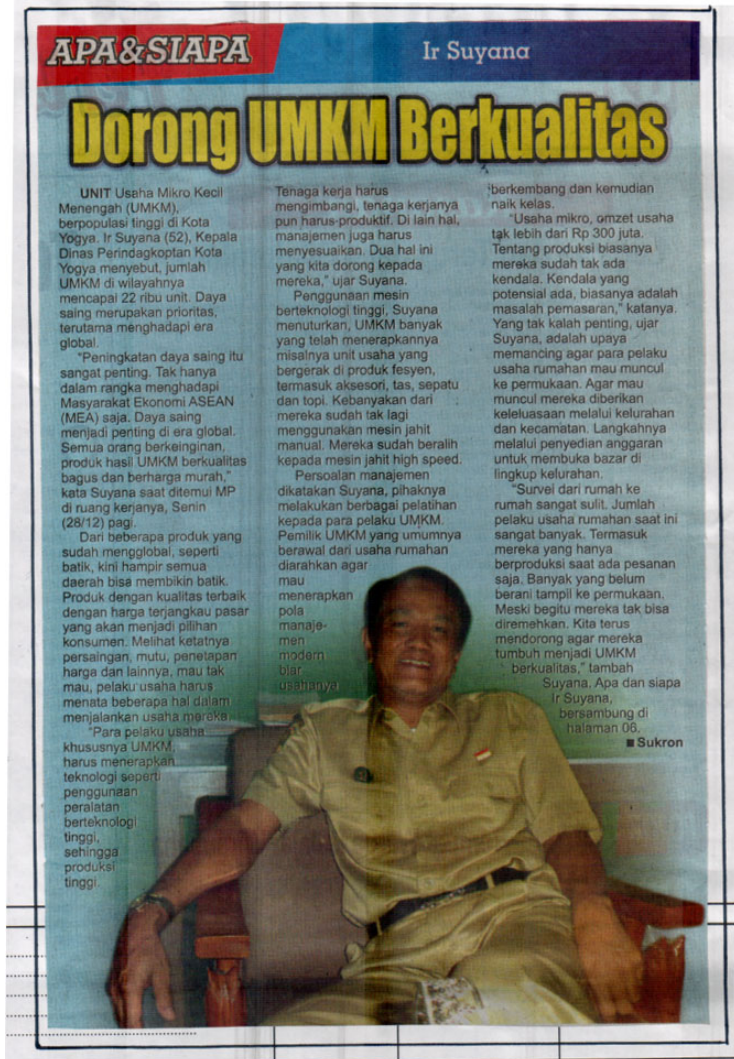 APA&SIAPA
Ir Suyana
Dorong UMKM Berkualitas
UNIT Usaha Mikro Kecil
Menengah (UMKM),
berpopulasi tinggi di Kota
Yogya. Ir Suyana (52), Kepala
Dinas Perindagkoptan Kota
Yogya menyebut, jumlah
UMKM di wilayahnya
mencapai 22 ribu unit. Daya
saing merupakan prioritas,
terutama menghadapi era
global.
"Peningkatan daya saing itu
sangat penting. Tak hanya
dalam rangka menghadapi
Masyarakat Ekonomi ASEAN
(MEA) saja. Daya saing
menjadi penting di era global.
Semua orang berkeinginan,
produk hasil UMKM berkualitas
bagus dan berharga murah,"
kata Suyana saat ditemui MP
di ruang kerjanya, Senin
(28/12) pagi.
Dari beberapa produk yang
sudah mengglobal, seperti
batik, kini hampir semua
daerah bisa membikin batik.
Produk dengan kualitas terbaik
dengan harga terjangkau pasar
yang akan menjadi pilihan
konsumen. Melihat ketatnya
persaingan, mutu, penetapan
harga dan lainnya, mau tak
mau, pelaku usaha harus
menata beberapa hal dalam
menjalankan usaha mereka.
"Para pelaku usaha
khususnya UMKM,
harus menerapkan
teknologi seperti
penggunaan
peralatan
berteknologi
tinggi,
sehingga
produksi
tinggi.
Tenaga kerja harus
mengimbangi, tenaga kerjanya
pun harus produktif. Di lain hal,
manajemen juga harus
menyesuaikan. Dua hal ini
yang kita dorong kepada
mereka," ujar Suyana.
Penggunaan mesin
berteknologi tinggi, Suyana
menuturkan, UMKM banyak
yang telah menerapkannya
misalnya unit usaha yang
bergerak di produk fesyen,
termasuk aksesori, tas, sepatu
dan topi. Kebanyakan dari
mereka sudah tak lagi
menggunakan mesin jahit
manual. Mereka sudah beralih
kepada mesin jahit high speed.
Persoalan manajemen
dikatakan Suyana, pihaknya
melakukan berbagai pelatihan
kepada para pelaku UMKM.
Pemilik UMKM yang umumnya
berawal dari usaha rumahan
diarahkan agar
mau
menerapkan
pola
manaje-
men
modern
biar
usahanya
berkembang dan kemudian
naik kelas.
"Usaha mikro, omzet usaha
tak lebih dari Rp 300 juta.
Tentang produksi biasanya
mereka sudah tak ada
kendala. Kendala yang
potensial ada, biasanya adalah
masalah pemasaran," katanya.
Yang tak kalah penting, ujar
Suyana, adalah upaya
memancing agar para pelaku
usaha rumahan mau muncul
ke permukaan. Agar mau
muncul mereka diberikan
keleluasaan melalui kelurahan
dan kecamatan. Langkahnya
melalui penyedian anggaran
untuk membuka bazar di
lingkup kelurahan.
"Survei dari rumah ke
rumah sangat sulit. Jumlah
pelaku usaha rumahan saat ini
sangat banyak. Termasuk
mereka yang hanya
berproduksi saat ada pesanan
saja. Banyak yang belum
berani tampil ke permukaan.
Meski begitu mereka tak bisa
diremehkan. Kita terus
mendorong agar mereka
tumbuh menjadi UMKM
berkualitas," tambah
Suyana. Apa dan siapa
Ir Suyana,
bersambung di
halaman 06.
■ Sukron